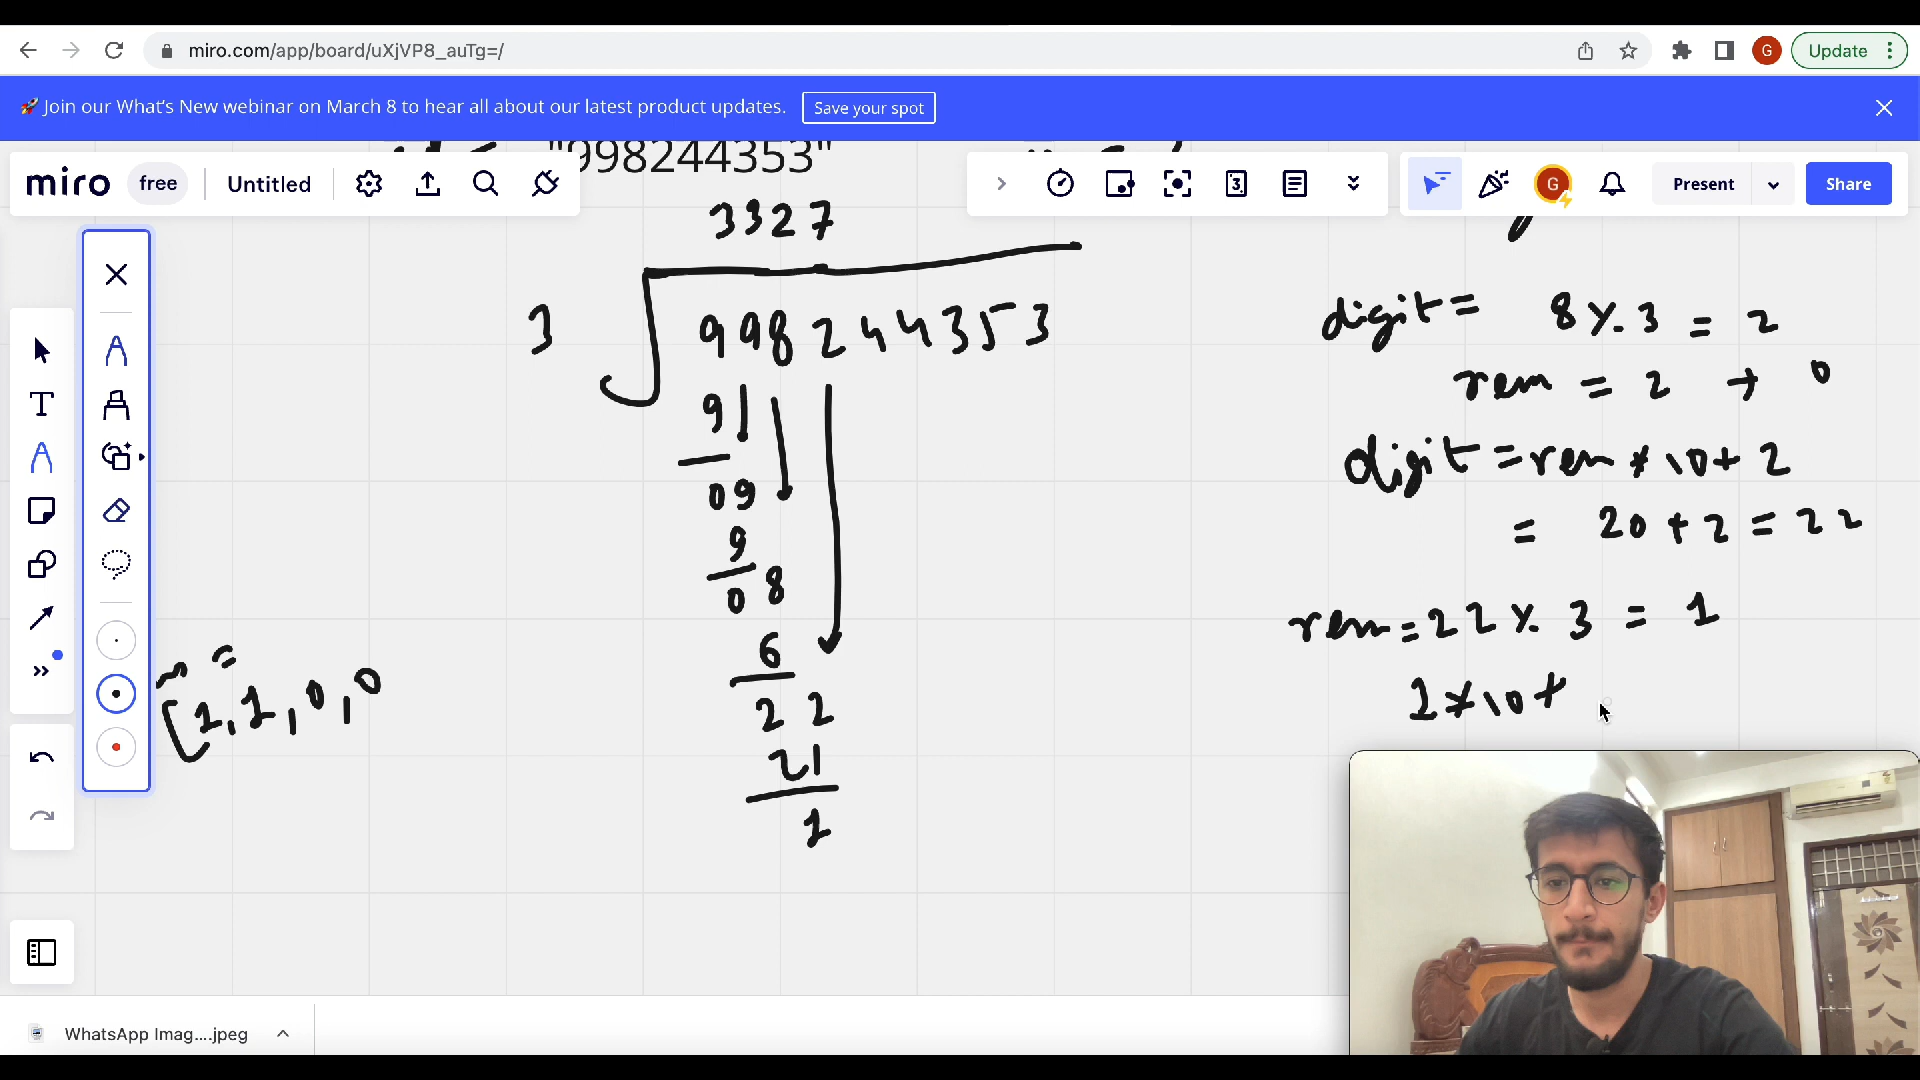 miro.com/app/board/uXjVP8_auTg=/
G
Update
🚀 Join our What's New webinar on March 8 to hear all about our latest product updates.
Save your spot
"998244353"
miro
free
Untitled
3
G
Present
Share
3327
3
998244353
9
09
9
08
6
22
21
1
digit = 8 % 3 = 2
rem = 2 → 0
digit = rem * 10 + 2
= 20 + 2 = 22
rem = 22 % 3 = 1
1 * 10 +
[1, 1, 0, 0
T
WhatsApp Imag....jpeg